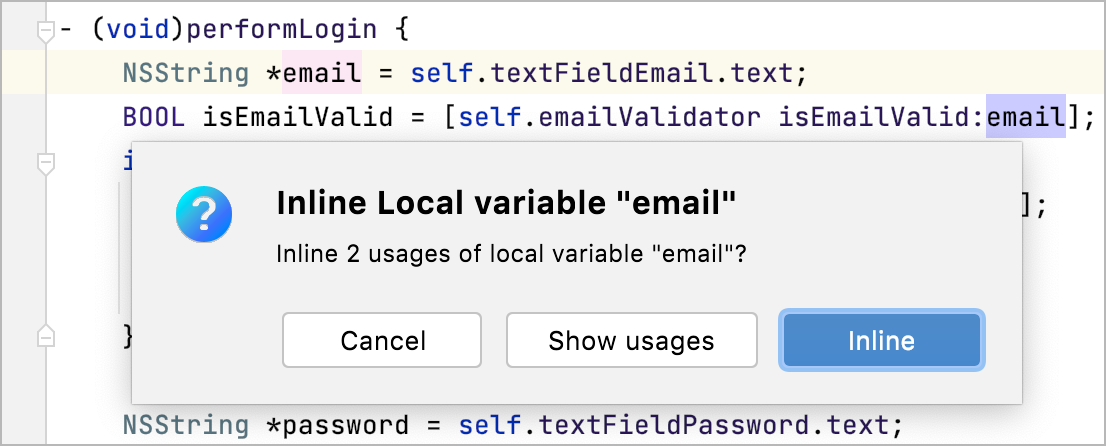 - (void)performLogin {
NSString *email = self.textFieldEmail.text;
BOOL isEmailValid = [self.emailValidator isEmailValid:email];
i
];
?
Inline Local variable "email"
Inline 2 usages of local variable "email"?
Cancel Show usages Inline
}
NSString *password = self.textFieldPassword.text;